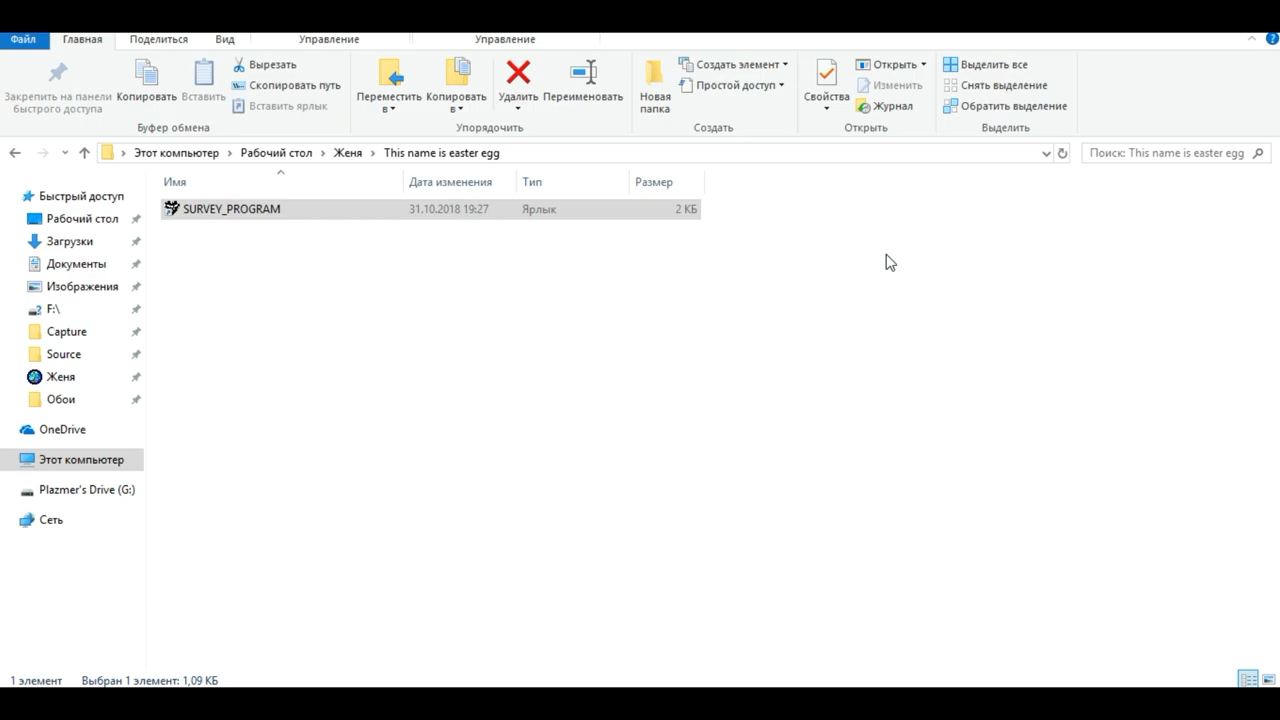 Файл Главная Поделиться Вид Управление Управление
Закрепить на панели быстрого доступа
Копировать
Вставить
Вырезать
Скопировать путь
Вставить ярлык
Буфер обмена
Переместить в
Копировать в
Удалить
Переименовать
Упорядочить
Новая папка
Создать элемент
Простой доступ
Создать
Свойства
Открыть
Изменить
Журнал
Открыть
Выделить все
Снять выделение
Обратить выделение
Выделить
Этот компьютер Рабочий стол Женя This name is easter egg
Поиск: This name is easter egg
Имя Дата изменения Тип Размер
SURVEY_PROGRAM 31.10.2018 19:27 Ярлык 2 КБ
Быстрый доступ
Рабочий стол
Загрузки
Документы
Изображения
F:\
Capture
Source
Женя
Обои
OneDrive
Этот компьютер
Plazmer's Drive (G:)
Сеть
1 элемент Выбран 1 элемент: 1,09 КБ